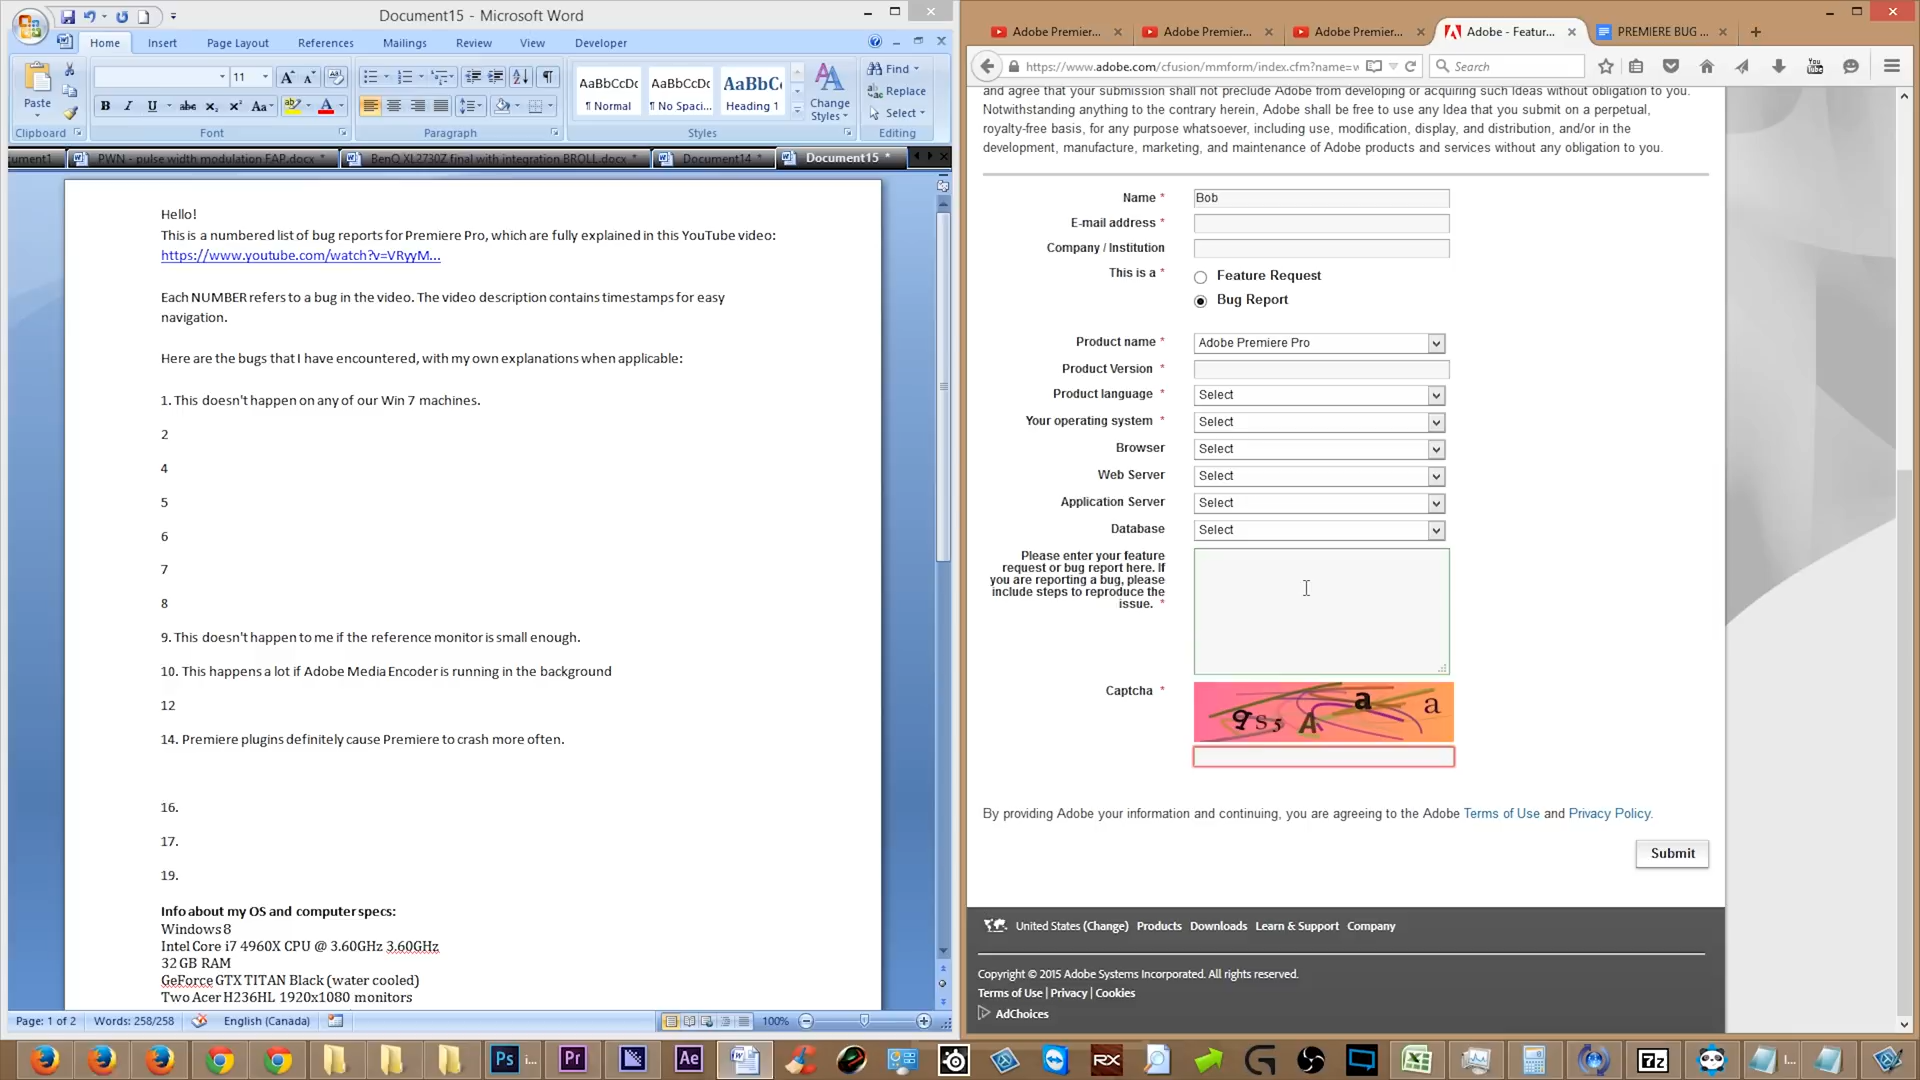 Document15 - Microsoft Word
Home Insert Page Layout References Mailings Review View Developer
Paste
11
AaBbCcDc AaBbCcDc AaBbC
¶ Normal ¶ No Spaci... Heading 1
Change Styles
Find
Replace
Select
Clipboard Font Paragraph Styles Editing
PWN - pulse width modulation FAP.docx * BenQ XL2730Z final with integration BROLL.docx * Document14 * Document15 *
Hello!
This is a numbered list of bug reports for Premiere Pro, which are fully explained in this YouTube video:
https://www.youtube.com/watch?v=VRyyM...
Each NUMBER refers to a bug in the video. The video description contains timestamps for easy
navigation.
Here are the bugs that I have encountered, with my own explanations when applicable:
1. This doesn't happen on any of our Win 7 machines.
2
4
5
6
7
8
9. This doesn't happen to me if the reference monitor is small enough.
10. This happens a lot if Adobe Media Encoder is running in the background
12
14. Premiere plugins definitely cause Premiere to crash more often.
16.
17.
19.
Info about my OS and computer specs:
Windows 8
Intel Core i7 4960X CPU @ 3.60GHz 3.60GHz
32 GB RAM
GeForce GTX TITAN Black (water cooled)
Two Acer H236HL 1920x1080 monitors
Page: 1 of 2 Words: 258/258 English (Canada) 100%
Adobe Premier... Adobe Premier... Adobe Premier... Adobe - Featur... PREMIERE BUG ...
https://www.adobe.com/cfusion/mmform/index.cfm?name=w
Search
and agree that your submission shall not preclude Adobe from developing or acquiring such Ideas without obligation to you.
Notwithstanding anything to the contrary herein, Adobe shall be free to use any Idea that you submit on a perpetual,
royalty-free basis, for any purpose whatsoever, including use, modification, display, and distribution, and/or in the
development, manufacture, marketing, and maintenance of Adobe products and services without any obligation to you.
Name * Bob
E-mail address *
Company / Institution
This is a * Feature Request
Bug Report
Product name * Adobe Premiere Pro
Product Version *
Product language * Select
Your operating system * Select
Browser Select
Web Server Select
Application Server Select
Database Select
Please enter your feature
request or bug report here. If
you are reporting a bug, please
include steps to reproduce the
issue. *
Captcha *
By providing Adobe your information and continuing, you are agreeing to the Adobe Terms of Use and Privacy Policy.
Submit
United States (Change) Products Downloads Learn & Support Company
Copyright © 2015 Adobe Systems Incorporated. All rights reserved.
Terms of Use | Privacy | Cookies
AdChoices
Ps Pr Ae RX 7z